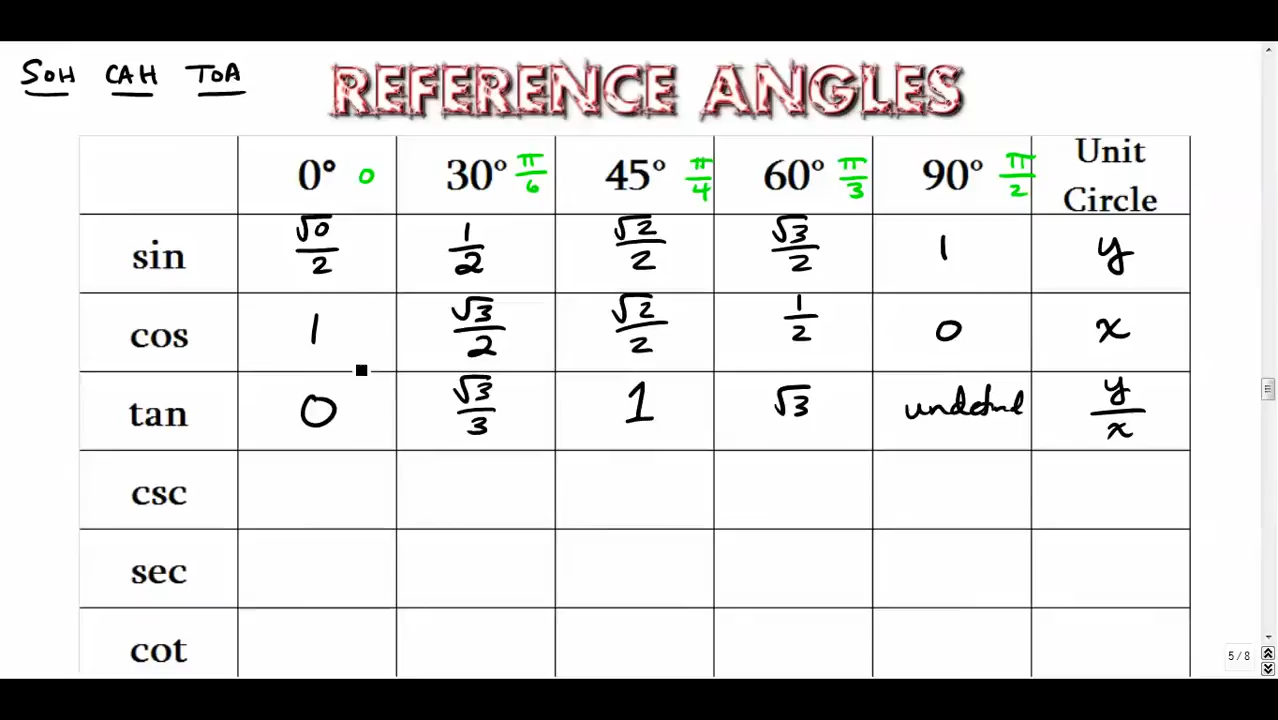 SOH CAH TOA
REFERENCE ANGLES
0° 0 30° π/6 45° π/4 60° π/3 90° π/2 Unit Circle
sin √0/2 1/2 √2/2 √3/2 1 y
cos 1 √3/2 √2/2 1/2 0 x
tan 0 √3/3 1 √3 y/x
csc
sec
cot
5/8